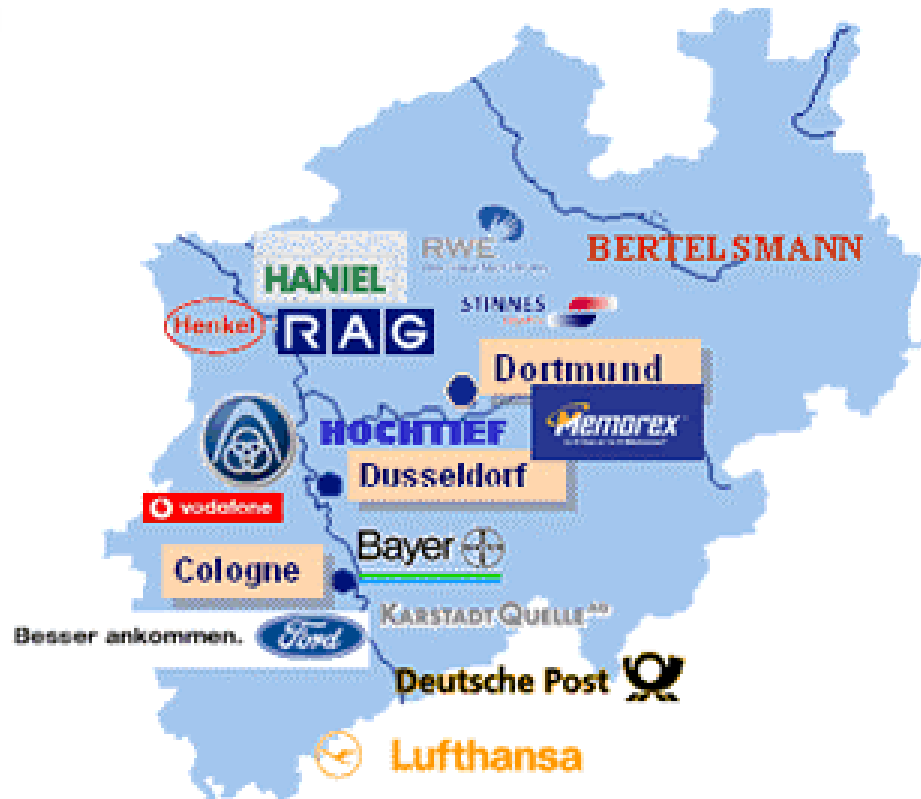 RWE
BERTELSMANN
HANIEL
STINNES
Henkel
RAG
Dortmund
Memorex
HOCHTIEF
Dusseldorf
vodafone
Bayer
Cologne
KARSTADT QUELLE AG
Besser ankommen. Ford
Deutsche Post
Lufthansa